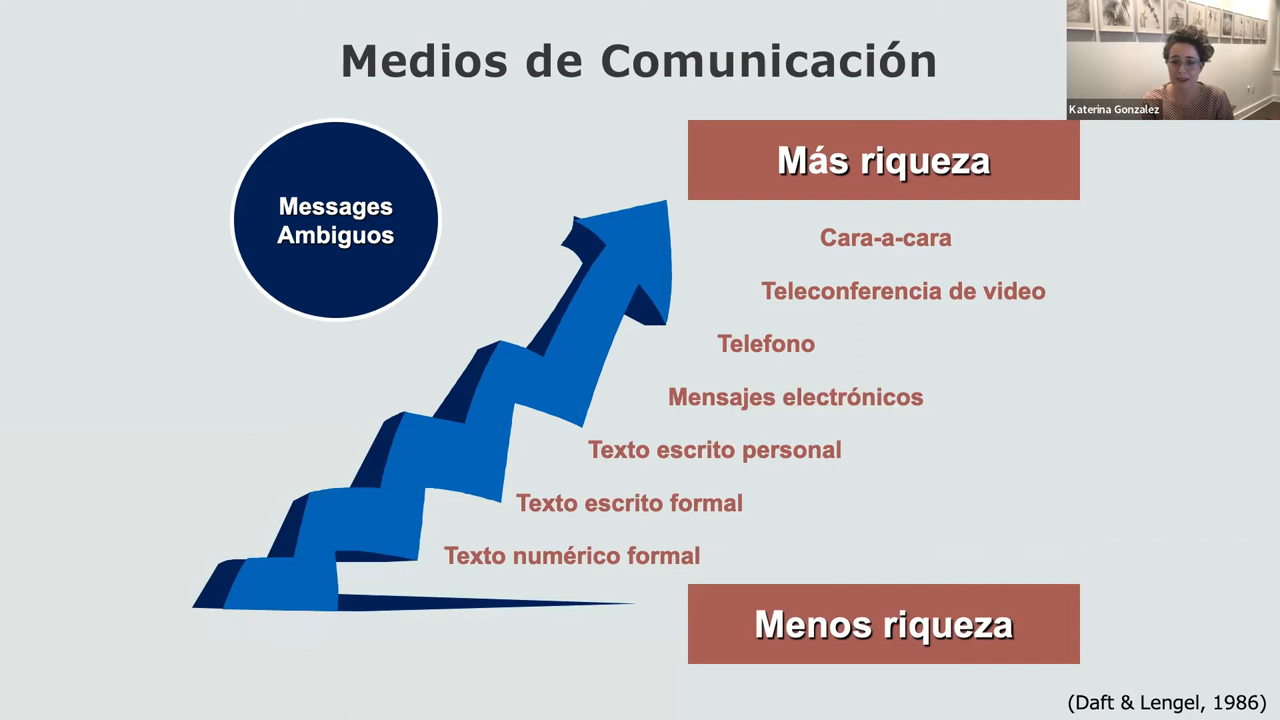 Medios de Comunicación
Katerina Gonzalez
Messages
Ambiguos
Más riqueza
Cara-a-cara
Teleconferencia de video
Telefono
Mensajes electrónicos
Texto escrito personal
Texto escrito formal
Texto numérico formal
Menos riqueza
(Daft & Lengel, 1986)